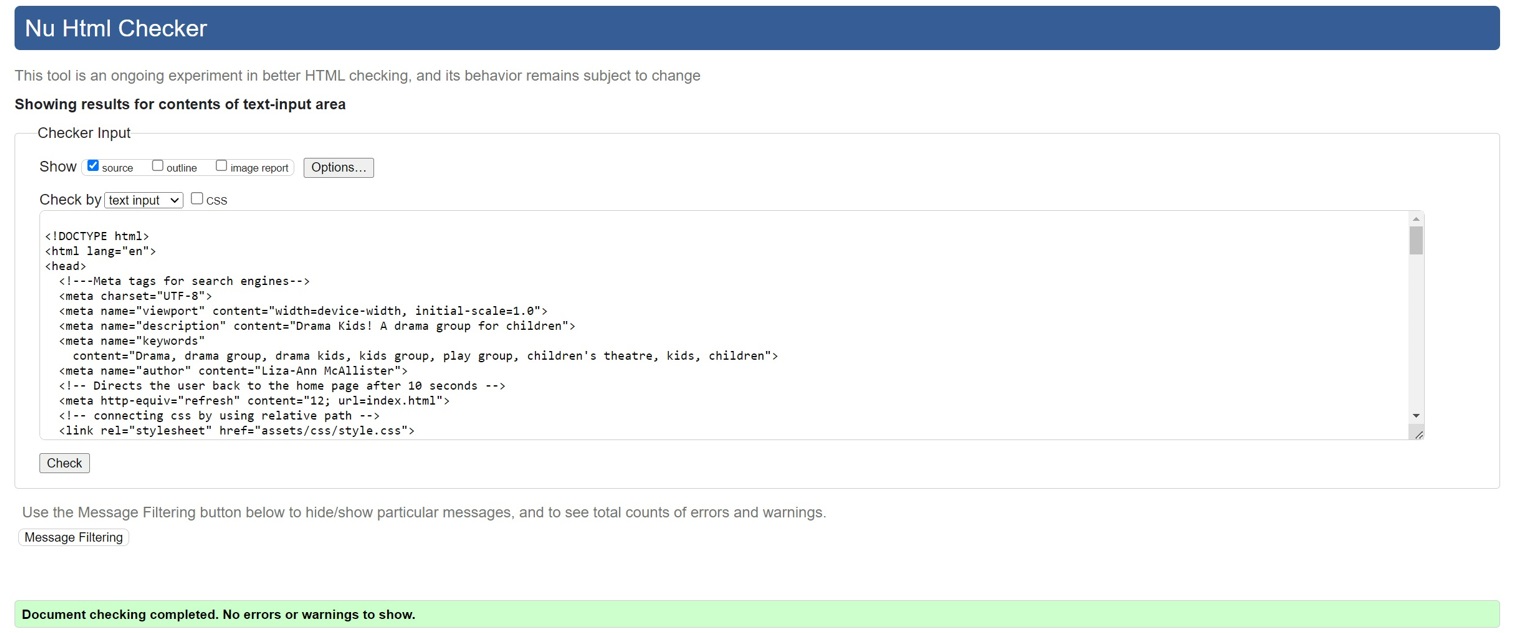 Nu Html Checker
This tool is an ongoing experiment in better HTML checking, and its behavior remains subject to change
Showing results for contents of text-input area
Checker Input
Show source outline image report Options...
Check by text input css
<!DOCTYPE html>
<html lang="en">
<head>
  <!---Meta tags for search engines-->
  <meta charset="UTF-8">
  <meta name="viewport" content="width=device-width, initial-scale=1.0">
  <meta name="description" content="Drama Kids! A drama group for children">
  <meta name="keywords"
    content="Drama, drama group, drama kids, kids group, play group, children's theatre, kids, children">
  <meta name="author" content="Liza-Ann McAllister">
  <!-- Directs the user back to the home page after 10 seconds -->
  <meta http-equiv="refresh" content="12; url=index.html">
  <!-- connecting css by using relative path -->
  <link rel="stylesheet" href="assets/css/style.css">
Check
Use the Message Filtering button below to hide/show particular messages, and to see total counts of errors and warnings.
Message Filtering
Document checking completed. No errors or warnings to show.